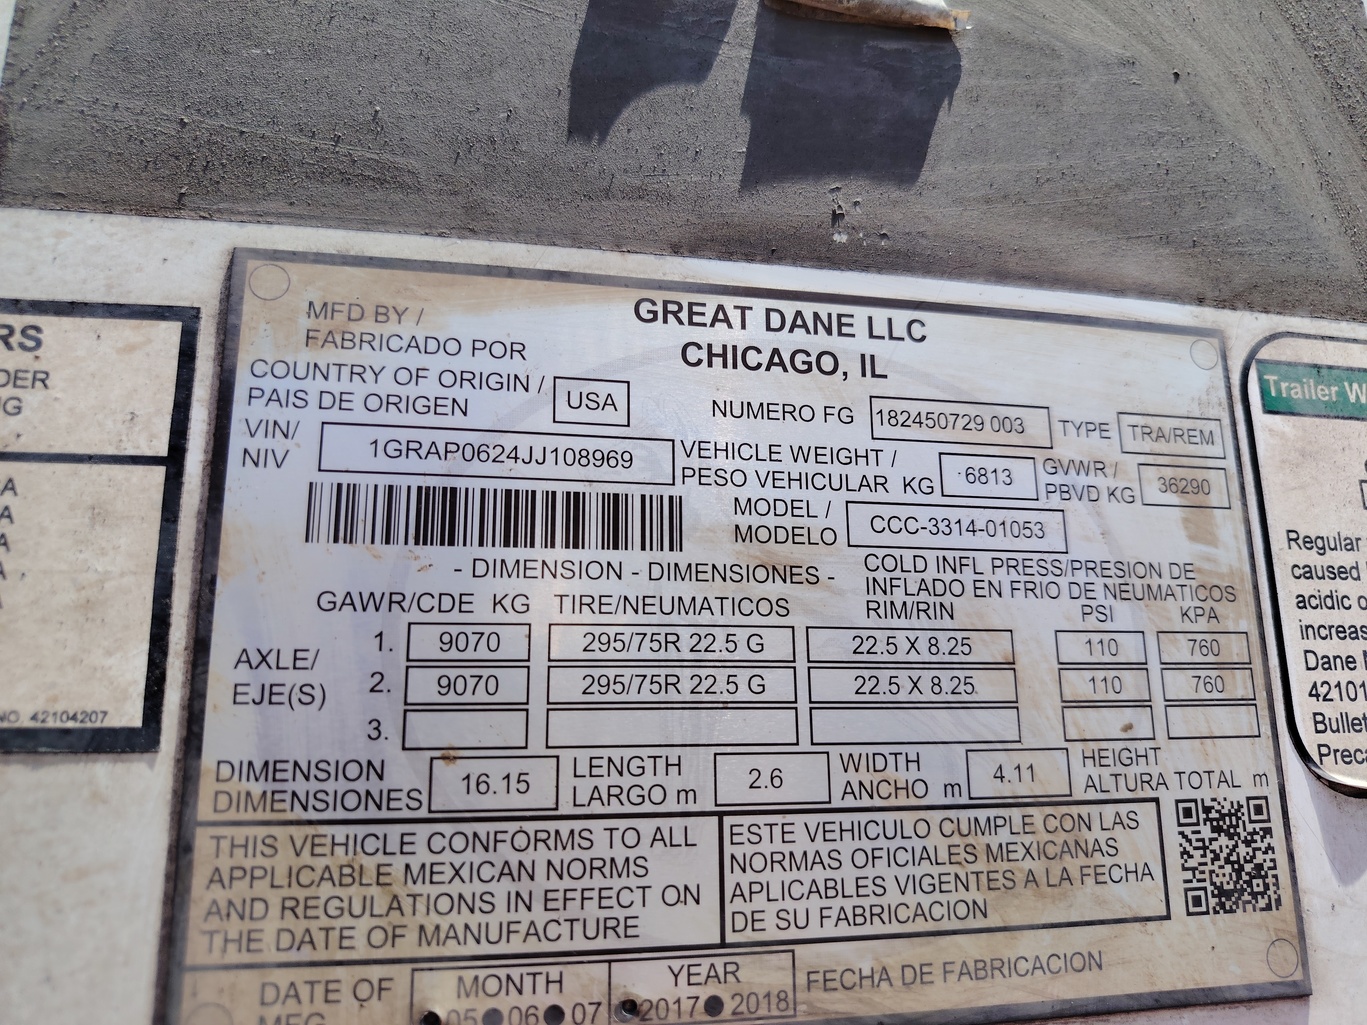 MFD BY /
FABRICADO POR
GREAT DANE LLC
CHICAGO, IL
COUNTRY OF ORIGIN /
PAIS DE ORIGEN
USA
NUMERO FG
182450729 003
TYPE
TRA/REM
VIN/
NIV
1GRAP0624JJ108969
VEHICLE WEIGHT /
PESO VEHICULAR KG
6813
GVWR /
PBVD KG
36290
MODEL /
MODELO
CCC-3314-01053
- DIMENSION - DIMENSIONES -
COLD INFL PRESS/PRESION DE
INFLADO EN FRIO DE NEUMATICOS
GAWR/CDE KG TIRE/NEUMATICOS RIM/RIN PSI KPA
AXLE/
EJE(S)
1. 9070 295/75R 22.5 G 22.5 X 8.25 110 760
2. 9070 295/75R 22.5 G 22.5 X 8.25 110 760
3.
DIMENSION
DIMENSIONES
16.15
LENGTH
LARGO m
2.6
WIDTH
ANCHO m
4.11
HEIGHT
ALTURA TOTAL m
THIS VEHICLE CONFORMS TO ALL
APPLICABLE MEXICAN NORMS
AND REGULATIONS IN EFFECT ON
THE DATE OF MANUFACTURE
ESTE VEHICULO CUMPLE CON LAS
NORMAS OFICIALES MEXICANAS
APLICABLES VIGENTES A LA FECHA
DE SU FABRICACION
DATE OF
MFG
MONTH
05 06 07
YEAR
2017 2018
FECHA DE FABRICACION
RS
DER
NO. 42104207
Trailer W
Regular
caused
acidic o
increas
Dane
42101
Bullet
Preca